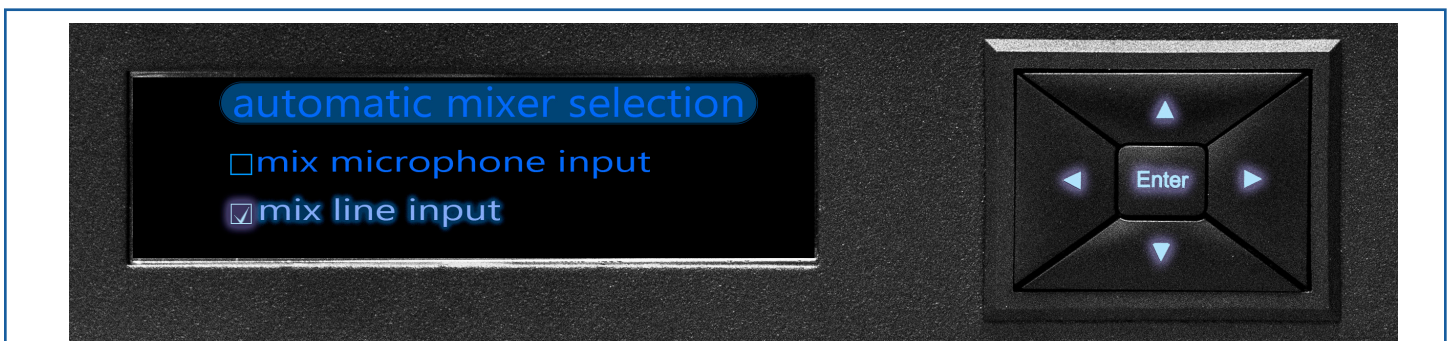 automatic mixer selection
mix microphone input
mix line input
Enter